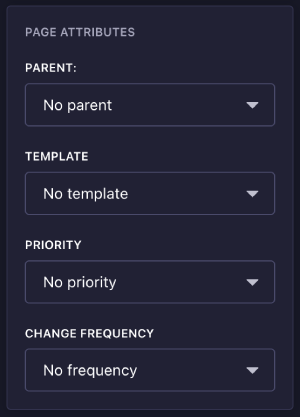 PAGE ATTRIBUTES
PARENT:
No parent
TEMPLATE
No template
PRIORITY
No priority
CHANGE FREQUENCY
No frequency